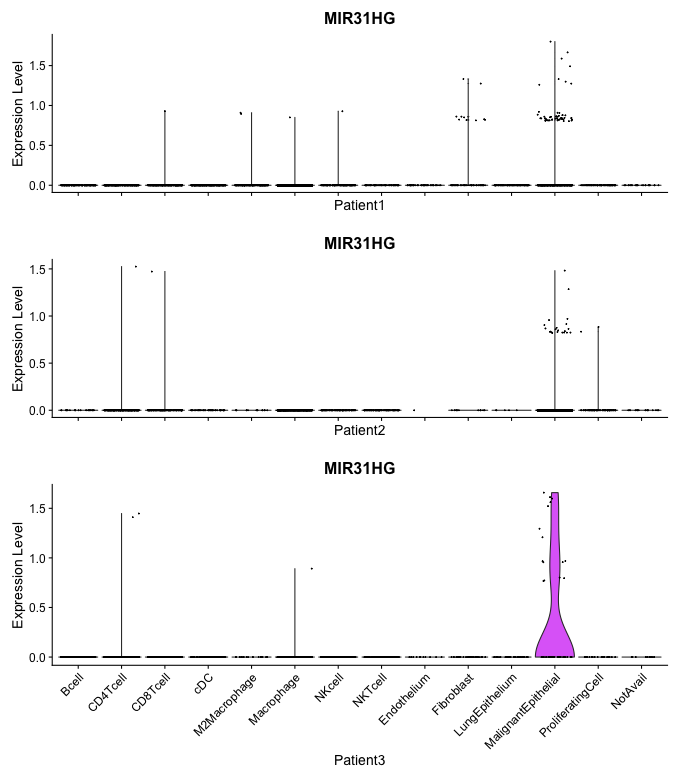 MIR31HG
Expression Level
1.5
1.0
0.5
0.0
Patient1
MIR31HG
Expression Level
1.5
1.0
0.5
0.0
Patient2
MIR31HG
Expression Level
1.5
1.0
0.5
0.0
Bcell
CD4Tcell
CD8Tcell
cDC
M2Macrophage
Macrophage
NKcell
NKTcell
Endothelium
Fibroblast
LungEpithelium
MalignantEpithelial
ProliferatingCell
NotAvail
Patient3